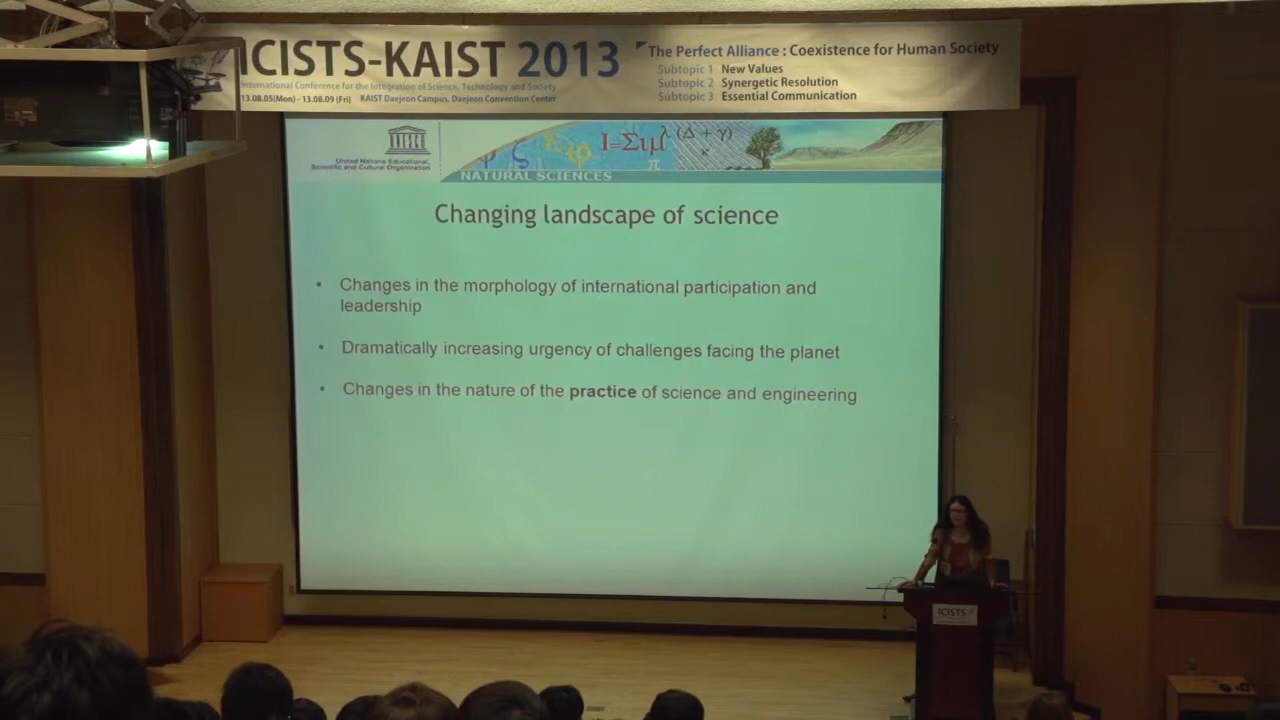 ICISTS-KAIST 2013
International Conference for the Integration of Science, Technology and Society
13.08.05(Mon) - 13.08.09 (Fri) KAIST Daejeon Campus, Daejeon Convention Center
The Perfect Alliance : Coexistence for Human Society
Subtopic 1 New Values
Subtopic 2 Synergetic Resolution
Subtopic 3 Essential Communication
UNESCO
United Nations Educational,
Scientific and Cultural Organization
NATURAL SCIENCES
Changing landscape of science
• Changes in the morphology of international participation and
leadership
• Dramatically increasing urgency of challenges facing the planet
• Changes in the nature of the practice of science and engineering
ICISTS